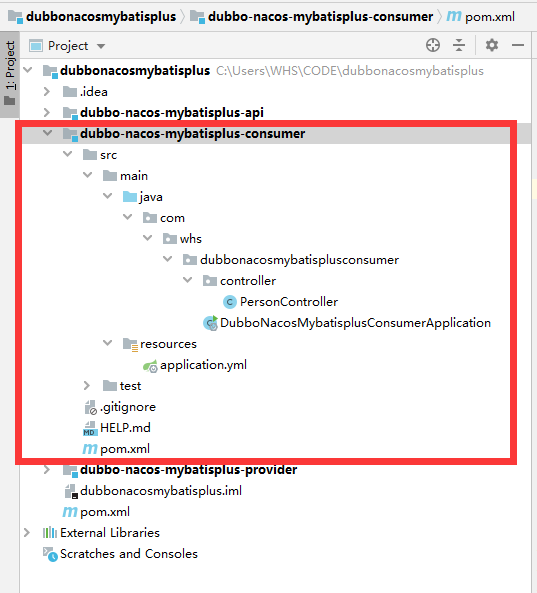 dubbonacosmybatisplus dubbo-nacos-mybatisplus-consumer pom.xml
1: Project
Project
dubbonacosmybatisplus C:\Users\WHS\CODE\dubbonacosmybatisplus
.idea
dubbo-nacos-mybatisplus-api
dubbo-nacos-mybatisplus-consumer
src
main
java
com
whs
dubbonacosmybatisplusconsumer
controller
PersonController
DubboNacosMybatisplusConsumerApplication
resources
application.yml
test
.gitignore
HELP.md
pom.xml
dubbo-nacos-mybatisplus-provider
dubbonacosmybatisplus.iml
pom.xml
External Libraries
Scratches and Consoles